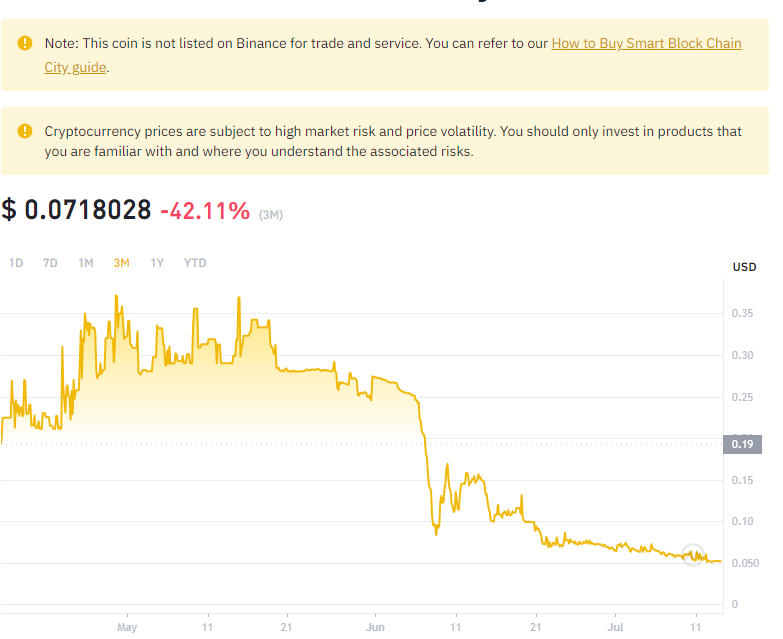 Note: This coin is not listed on Binance for trade and service. You can refer to our How to Buy Smart Block Chain
City guide.
Cryptocurrency prices are subject to high market risk and price volatility. You should only invest in products that
you are familiar with and where you understand the associated risks.
$ 0.0718028 -42.11% (3M)
1D 7D 1M 3M 1Y YTD
USD
0.35
0.30
0.25
0.19
0.15
0.10
0.050
0
May 11 21 Jun 11 21 Jul 11